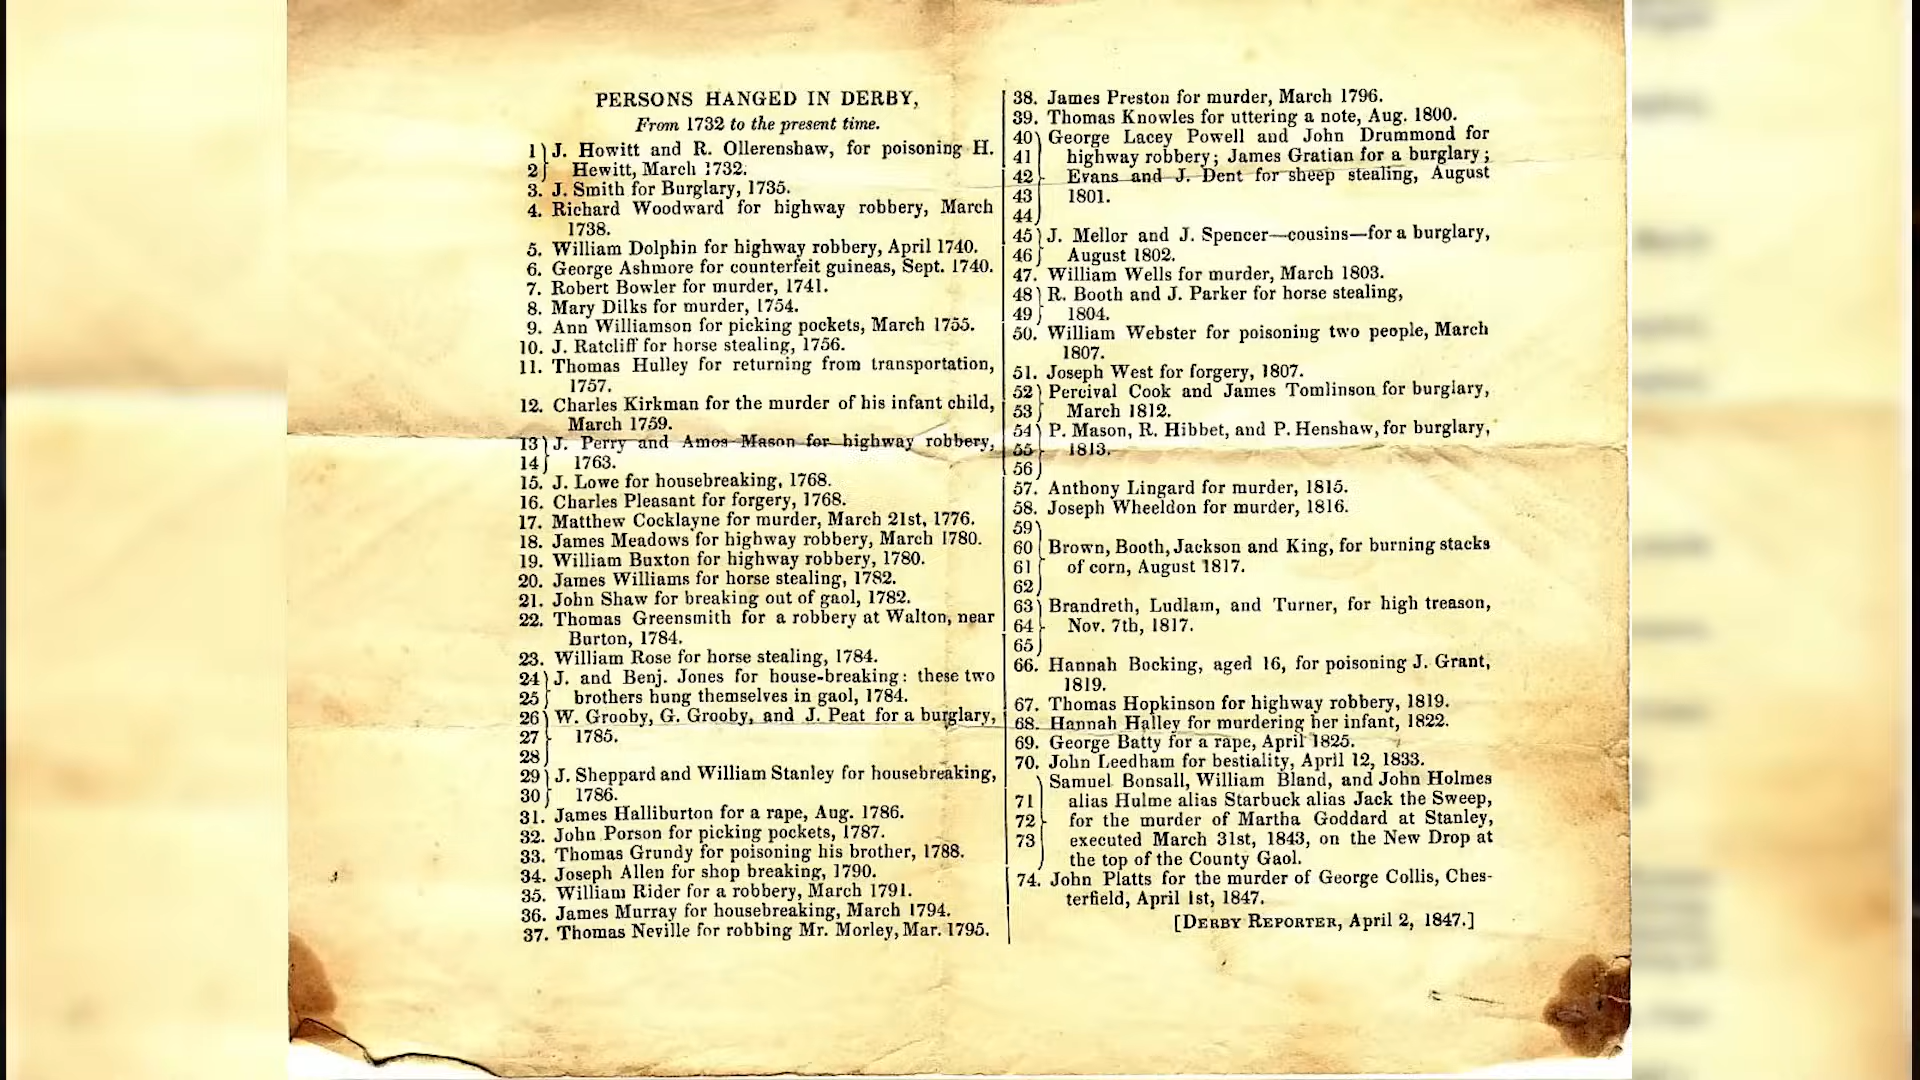 PERSONS HANGED IN DERBY,
From 1732 to the present time.
1 } J. Howitt and R. Ollerenshaw, for poisoning H.
2 } Hewitt, March 1732.
3. J. Smith for Burglary, 1735.
4. Richard Woodward for highway robbery, March
1738.
5. William Dolphin for highway robbery, April 1740.
6. George Ashmore for counterfeit guineas, Sept. 1740.
7. Robert Bowler for murder, 1741.
8. Mary Dilks for murder, 1754.
9. Ann Williamson for picking pockets, March 1755.
10. J. Ratcliff for horse stealing, 1756.
11. Thomas Hulley for returning from transportation,
1757.
12. Charles Kirkman for the murder of his infant child,
March 1759.
13 } J. Perry and Amos Mason for highway robbery,
14 } 1763.
15. J. Lowe for housebreaking, 1768.
16. Charles Pleasant for forgery, 1768.
17. Matthew Cocklayne for murder, March 21st, 1776.
18. James Meadows for highway robbery, March 1780.
19. William Buxton for highway robbery, 1780.
20. James Williams for horse stealing, 1782.
21. John Shaw for breaking out of gaol, 1782.
22. Thomas Greensmith for a robbery at Walton, near
Burton, 1784.
23. William Rose for horse stealing, 1784.
24 } J. and Benj. Jones for house-breaking: these two
25 } brothers hung themselves in gaol, 1784.
26 } W. Grooby, G. Grooby, and J. Peat for a burglary,
27 } 1785.
28 }
29 } J. Sheppard and William Stanley for housebreaking,
30 } 1786.
31. James Halliburton for a rape, Aug. 1786.
32. John Porson for picking pockets, 1787.
33. Thomas Grundy for poisoning his brother, 1788.
34. Joseph Allen for shop breaking, 1790.
35. William Rider for a robbery, March 1791.
36. James Murray for housebreaking, March 1794.
37. Thomas Neville for robbing Mr. Morley, Mar. 1795.
38. James Preston for murder, March 1796.
39. Thomas Knowles for uttering a note, Aug. 1800.
40 } George Lacey Powell and John Drummond for
41 } highway robbery; James Gratian for a burglary;
42 } Evans and J. Dent for sheep stealing, August
43 } 1801.
44 }
45 } J. Mellor and J. Spencer—cousins—for a burglary,
46 } August 1802.
47. William Wells for murder, March 1803.
48 } R. Booth and J. Parker for horse stealing,
49 } 1804.
50. William Webster for poisoning two people, March
1807.
51. Joseph West for forgery, 1807.
52 } Percival Cook and James Tomlinson for burglary,
53 } March 1812.
54 } P. Mason, R. Hibbet, and P. Henshaw, for burglary,
55 } 1813.
56 }
57. Anthony Lingard for murder, 1815.
58. Joseph Wheeldon for murder, 1816.
59 }
60 } Brown, Booth, Jackson and King, for burning stacks
61 } of corn, August 1817.
62 }
63 } Brandreth, Ludlam, and Turner, for high treason,
64 } Nov. 7th, 1817.
65 }
66. Hannah Bocking, aged 16, for poisoning J. Grant,
1819.
67. Thomas Hopkinson for highway robbery, 1819.
68. Hannah Halley for murdering her infant, 1822.
69. George Batty for a rape, April 1825.
70. John Leedham for bestiality, April 12, 1833.
Samuel Bonsall, William Bland, and John Holmes
71 } alias Hulme alias Starbuck alias Jack the Sweep,
72 } for the murder of Martha Goddard at Stanley,
73 } executed March 31st, 1843, on the New Drop at
the top of the County Gaol.
74. John Platts for the murder of George Collis, Ches-
terfield, April 1st, 1847.
[DERBY REPORTER, April 2, 1847.]